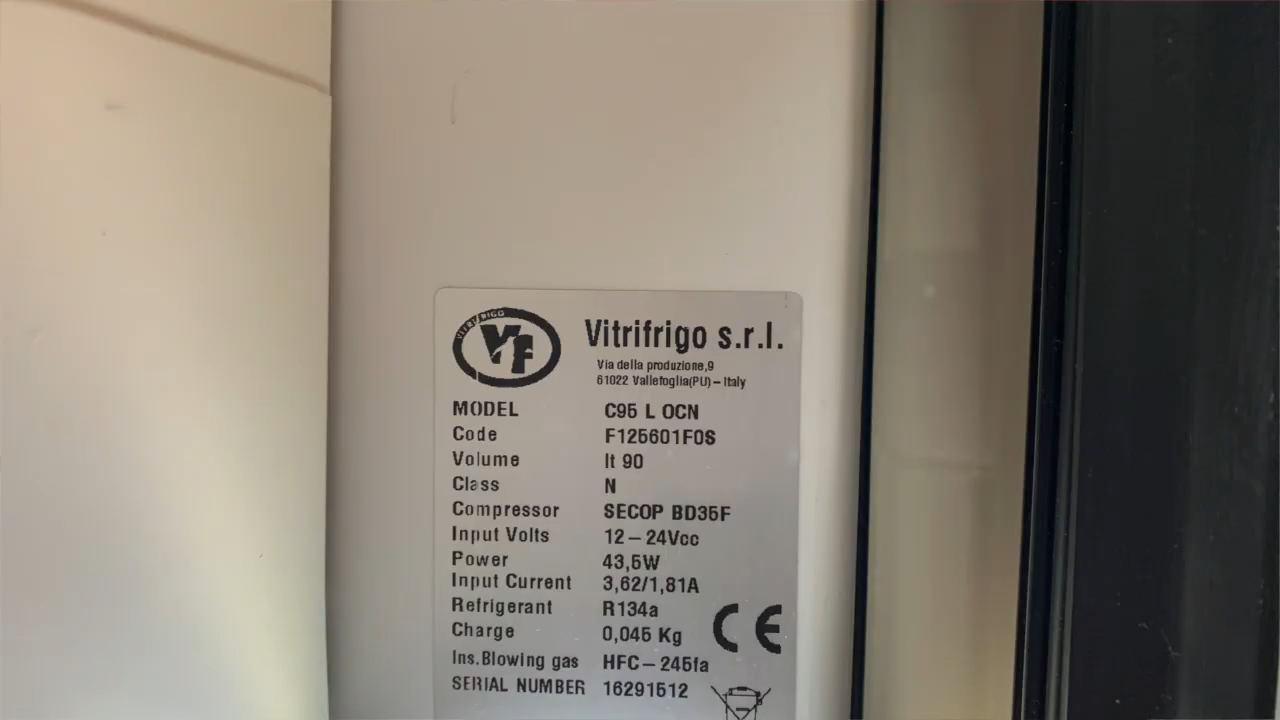 VITRIFRIGO
VF
Vitrifrigo s.r.l.
Via della produzione,9
61022 Vallefoglia(PU) – Italy
MODEL C95 L OCN
Code F125601F0S
Volume lt 90
Class N
Compressor SECOP BD35F
Input Volts 12 – 24Vcc
Power 43,5W
Input Current 3,62/1,81A
Refrigerant R134a
Charge 0,045 Kg
CE
Ins.Blowing gas HFC – 245fa
SERIAL NUMBER 16291512